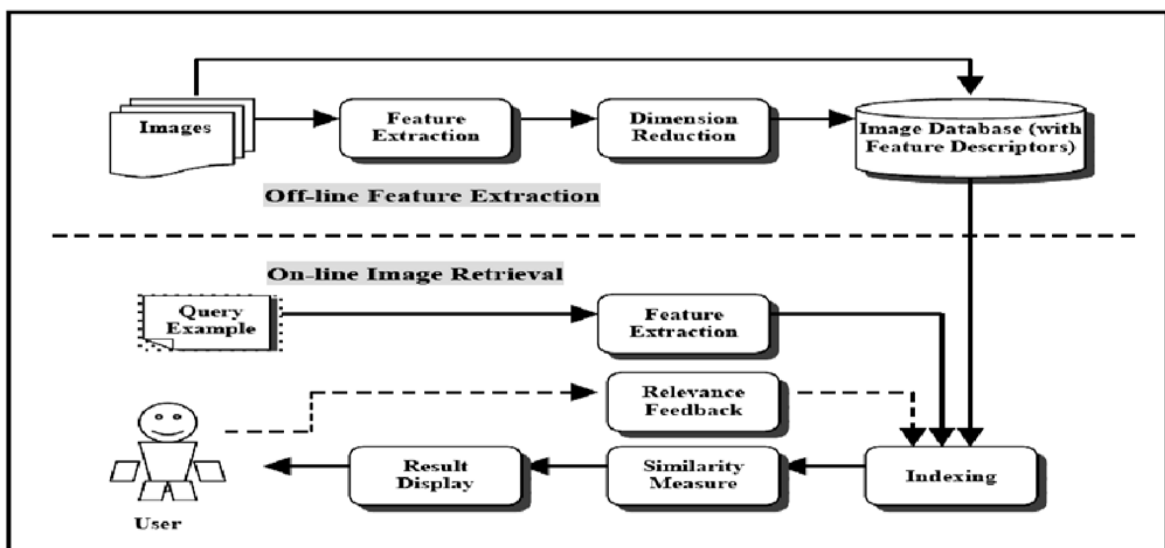 Images
Feature
Extraction
Dimension
Reduction
Image Database (with
Feature Descriptors)
Off-line Feature Extraction
On-line Image Retrieval
Query
Example
Feature
Extraction
Relevance
Feedback
User
Result
Display
Similarity
Measure
Indexing